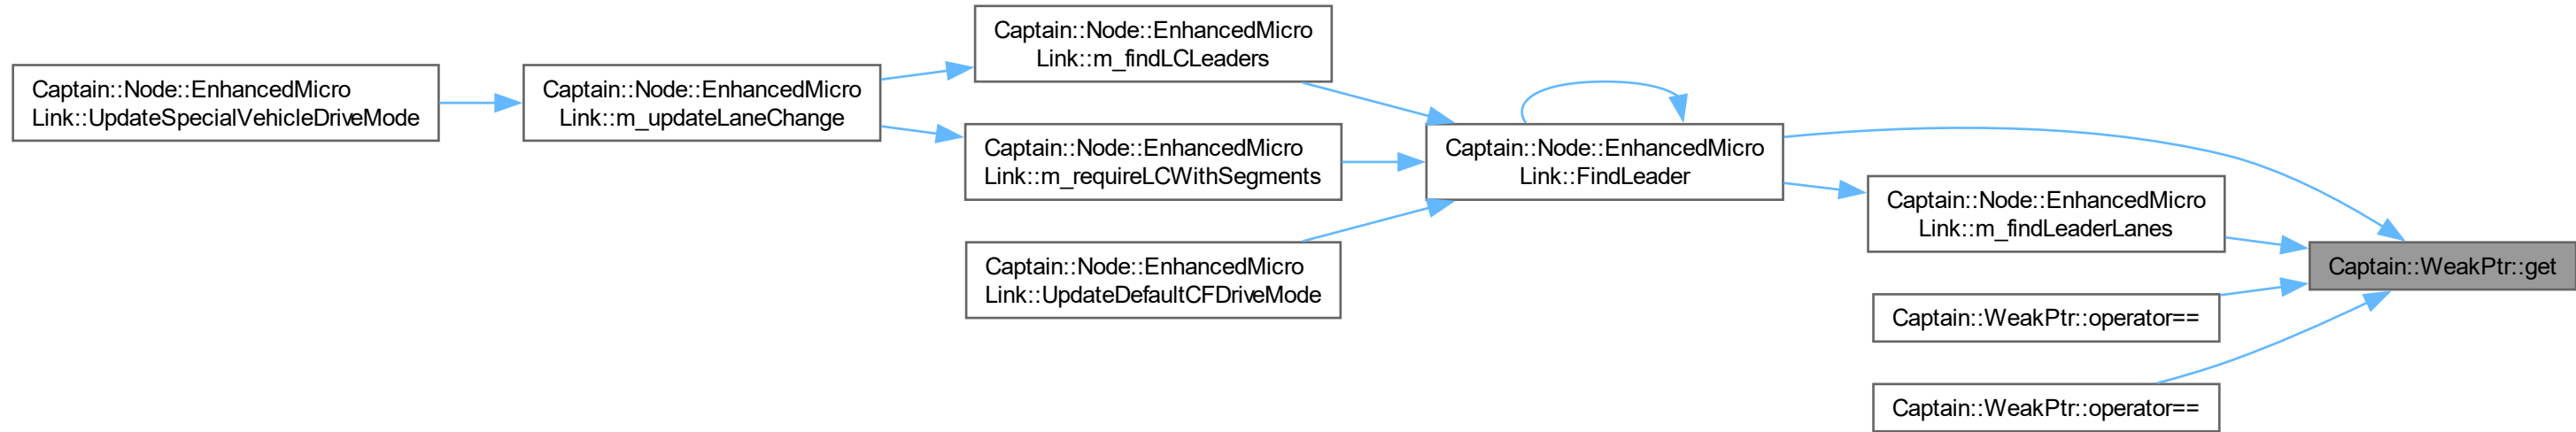 Captain::Node::EnhancedMicro
Link::UpdateSpecialVehicleDriveMode
Captain::Node::EnhancedMicro
Link::m_updateLaneChange
Captain::Node::EnhancedMicro
Link::m_findLCLeaders
Captain::Node::EnhancedMicro
Link::m_requireLCWithSegments
Captain::Node::EnhancedMicro
Link::UpdateDefaultCFDriveMode
Captain::Node::EnhancedMicro
Link::FindLeader
Captain::Node::EnhancedMicro
Link::m_findLeaderLanes
Captain::WeakPtr::operator==
Captain::WeakPtr::operator==
Captain::WeakPtr::get